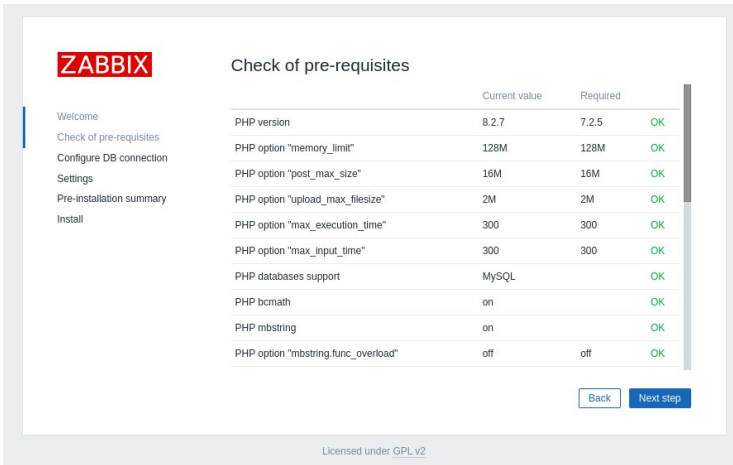 ZABBIX
Check of pre-requisites
Welcome
Check of pre-requisites
Configure DB connection
Settings
Pre-installation summary
Install
Current value Required
PHP version 8.2.7 7.2.5 OK
PHP option "memory_limit" 128M 128M OK
PHP option "post_max_size" 16M 16M OK
PHP option "upload_max_filesize" 2M 2M OK
PHP option "max_execution_time" 300 300 OK
PHP option "max_input_time" 300 300 OK
PHP databases support MySQL OK
PHP bcmath on OK
PHP mbstring on OK
PHP option "mbstring.func_overload" off off OK
Back Next step
Licensed under GPL v2